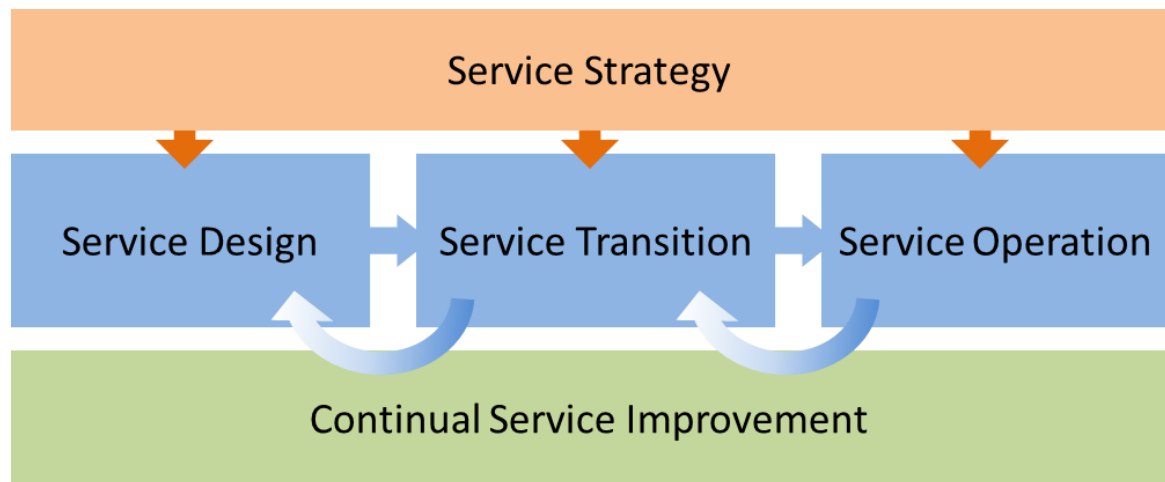 Service Strategy
Service Design
Service Transition
Service Operation
Continual Service Improvement